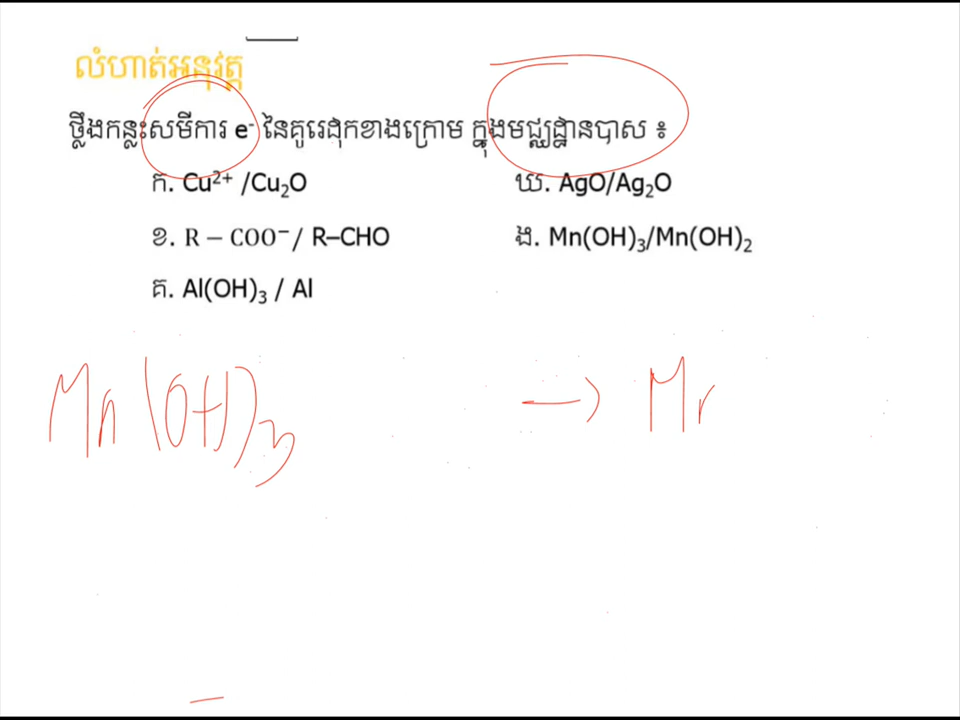 លំហាត់អនុវត្ត
ថ្លឹងកន្លះសមីការ e⁻ នៃគូរេដុកខាងក្រោម ក្នុងមជ្ឈដ្ឋានបាស ៖
ក. Cu²⁺ /Cu₂O
ឃ. AgO/Ag₂O
ខ. R – COO⁻/ R–CHO
ង. Mn(OH)₃/Mn(OH)₂
គ. Al(OH)₃ / Al
Mn(OH)₃ → Mn